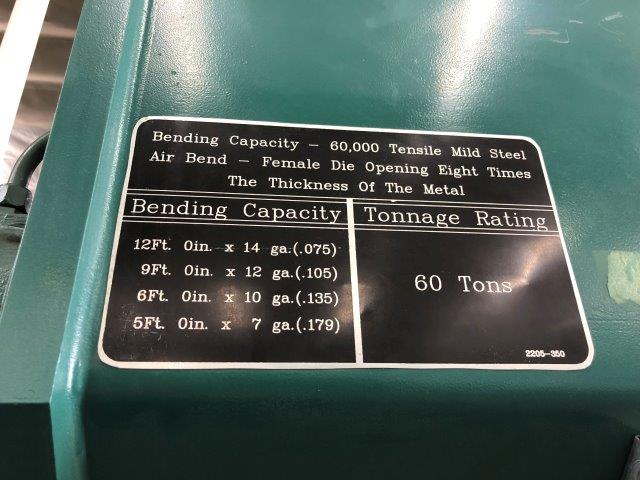 Bending Capacity – 60,000 Tensile Mild Steel
Air Bend – Female Die Opening Eight Times
The Thickness Of The Metal
Bending Capacity
12Ft. 0in. x 14 ga.(.075)
9Ft. 0in. x 12 ga.(.105)
6Ft. 0in. x 10 ga.(.135)
5Ft. 0in. x 7 ga.(.179)
Tonnage Rating
60 Tons
2205-350